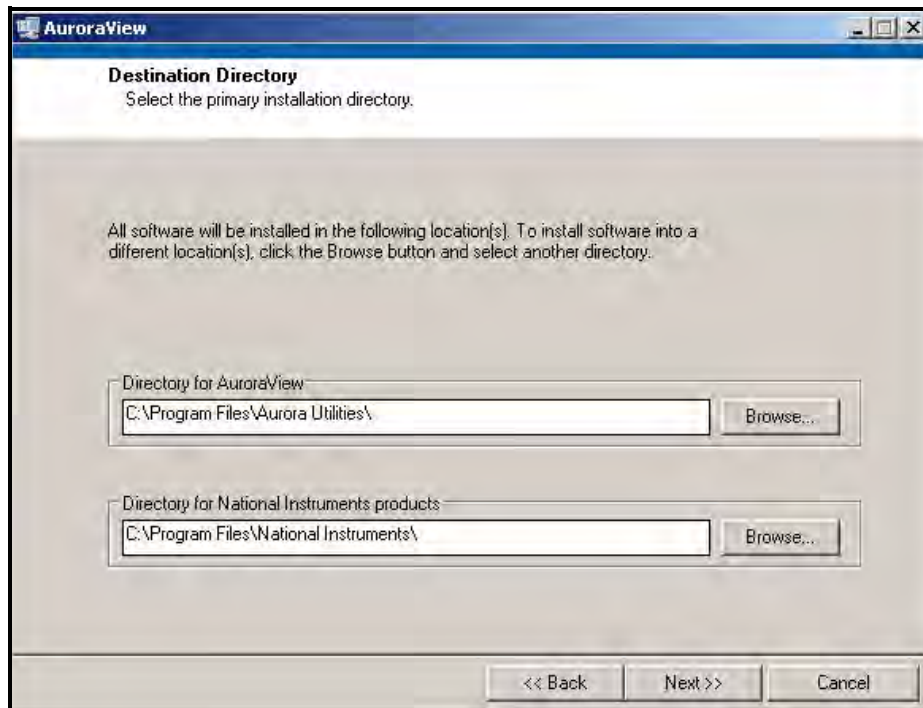 AuroraView
Destination Directory
Select the primary installation directory.
All software will be installed in the following location(s). To install software into a
different location(s), click the Browse button and select another directory.
Directory for AuroraView
C:\Program Files\Aurora Utilities\
Browse...
Directory for National Instruments products
C:\Program Files\National Instruments\
Browse...
<< Back
Next >>
Cancel